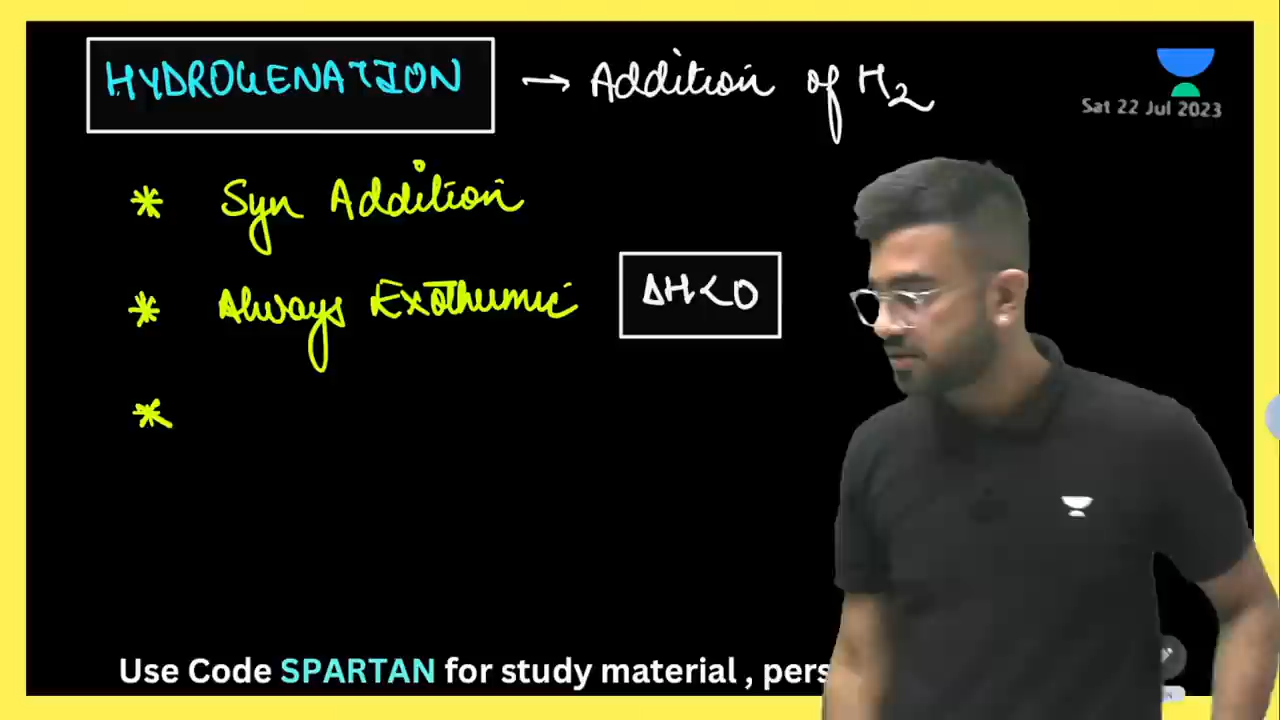 HYDROGENATION → Addition of H₂
Sat 22 Jul 2023
* Syn Addition
* Always Exothermic ΔH<0
*
Use Code SPARTAN for study material , pers